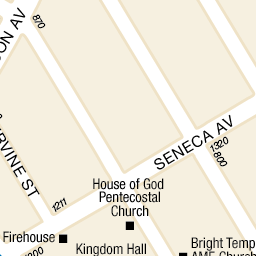 870
SENECA AV
1320
800
1211
House of God
Pentecostal
Church
Firehouse
Kingdom Hall
Bright Temp
AME Church